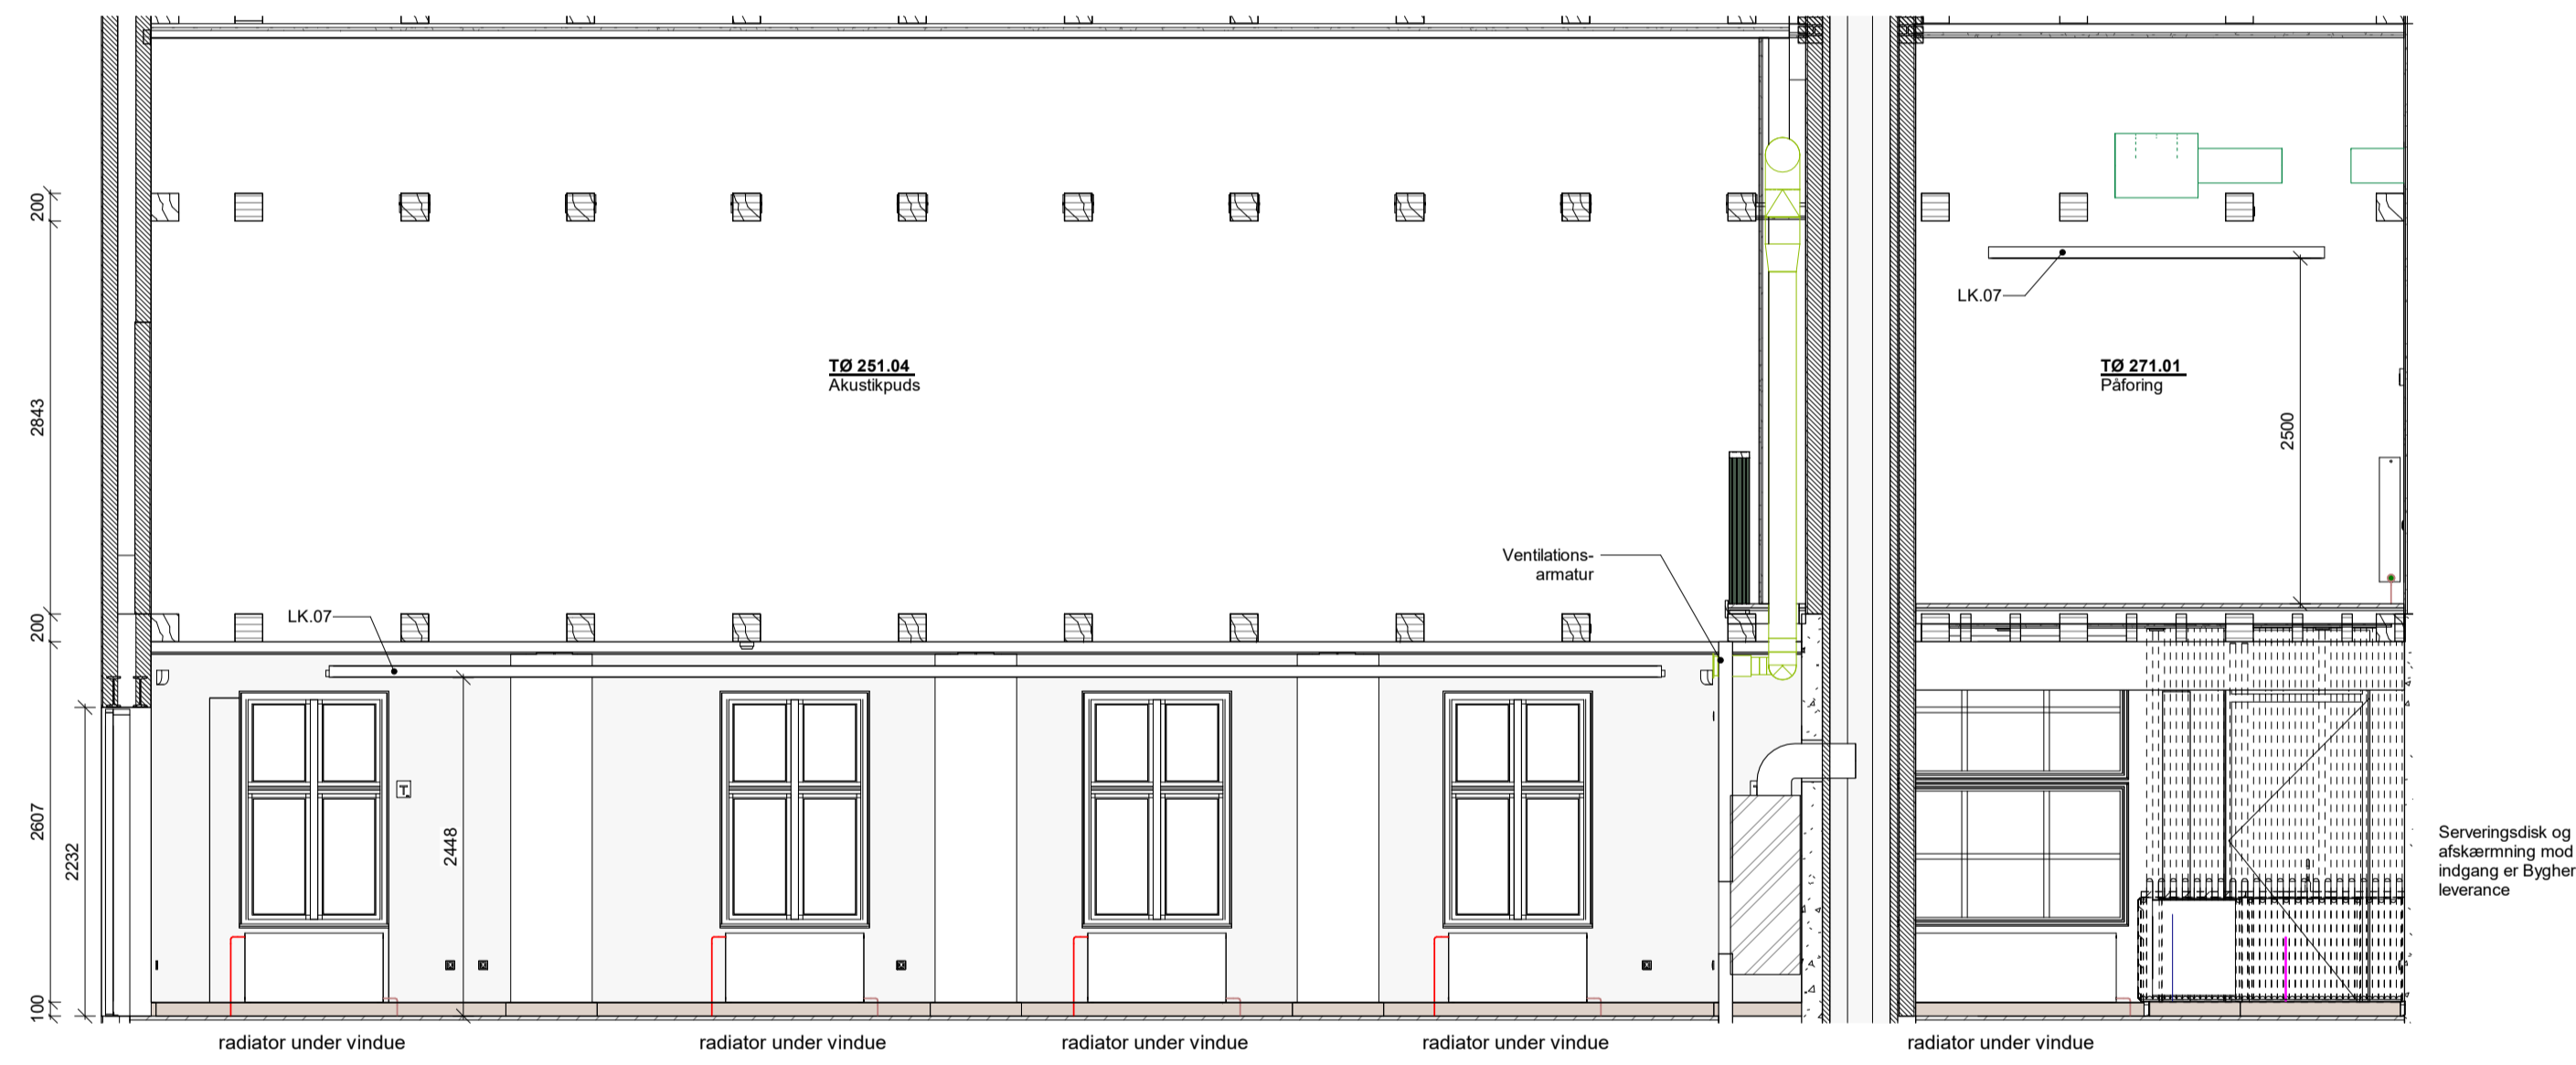 200
LK.07
TØ 251.04
Akustikpuds
TØ 271.01
Påforing
2843
2500
Ventilations-
armatur
200
LK.07
T
2607
2232
2448
Serveringsdisk og
afskærmning mod
indgang er Bygher
leverance
100
radiator under vindue
radiator under vindue
radiator under vindue
radiator under vindue
radiator under vindue